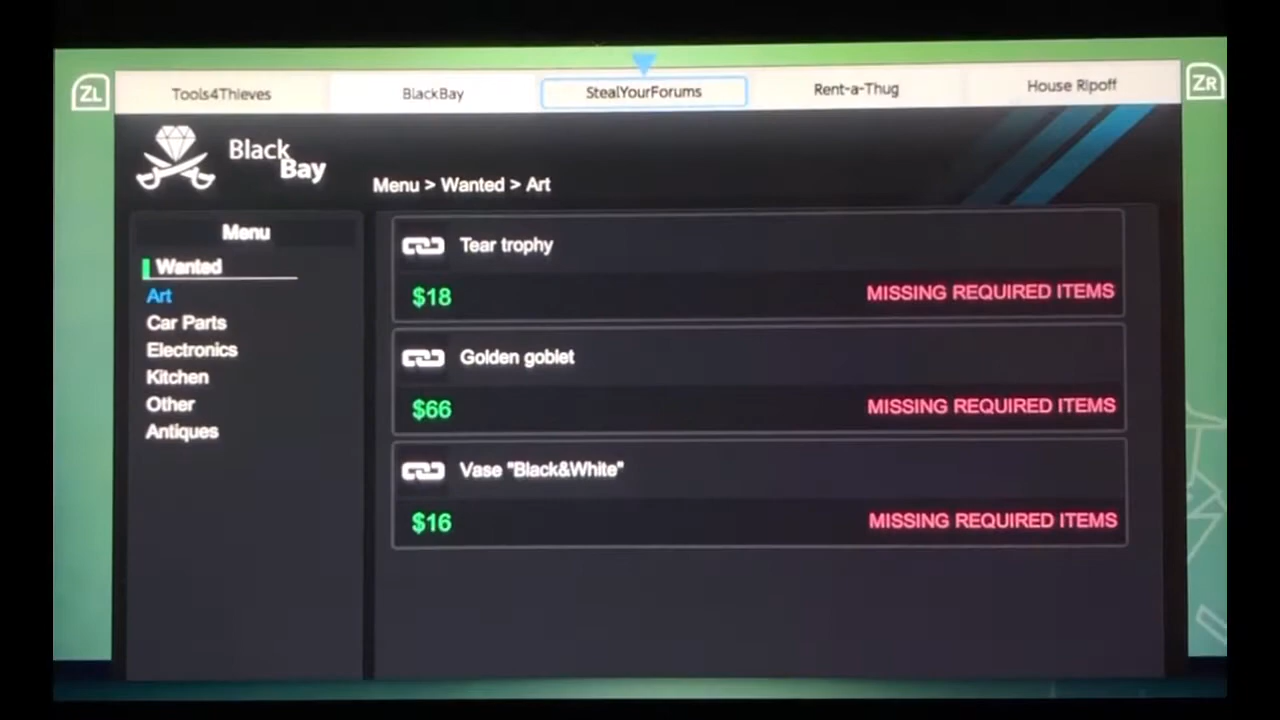 ZL
Tools4Thieves
BlackBay
StealYourForums
Rent-a-Thug
House Ripoff
ZR
Black
Bay
Menu > Wanted > Art
Menu
Wanted
Art
Car Parts
Electronics
Kitchen
Other
Antiques
Tear trophy
$18 MISSING REQUIRED ITEMS
Golden goblet
$66 MISSING REQUIRED ITEMS
Vase "Black&White"
$16 MISSING REQUIRED ITEMS